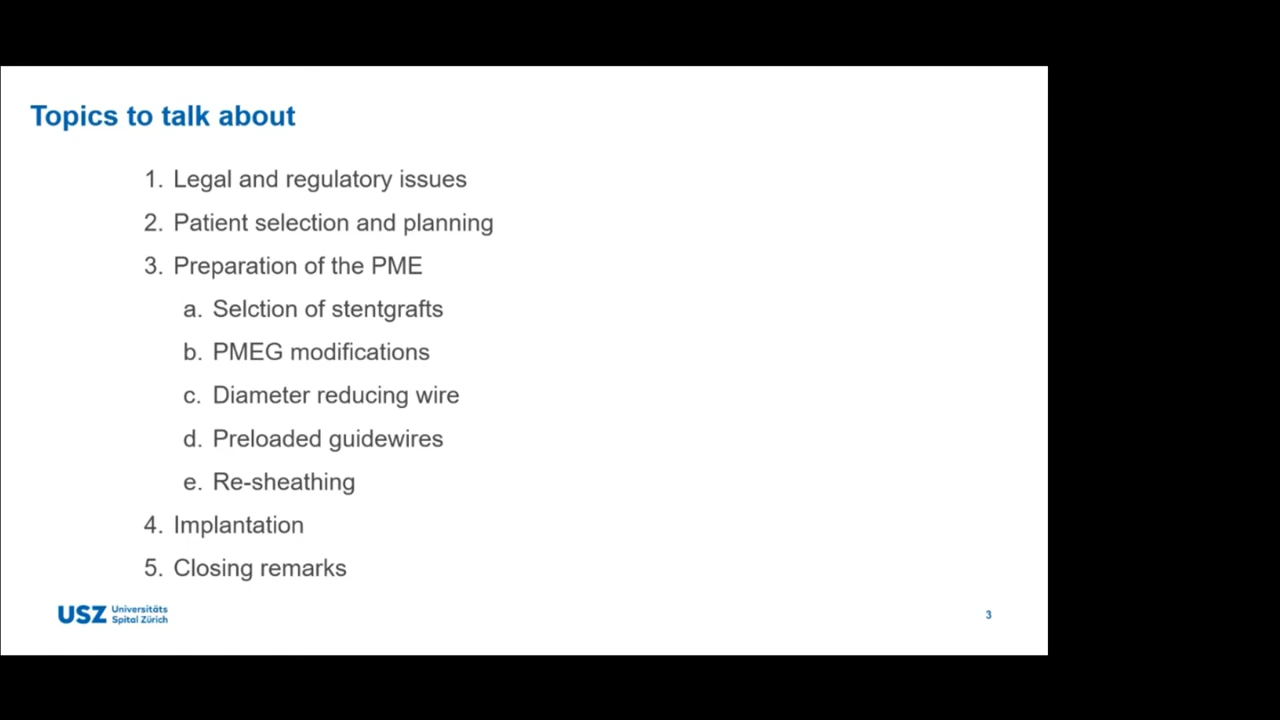 Topics to talk about
1. Legal and regulatory issues
2. Patient selection and planning
3. Preparation of the PME
a. Selction of stentgrafts
b. PMEG modifications
c. Diameter reducing wire
d. Preloaded guidewires
e. Re-sheathing
4. Implantation
5. Closing remarks
USZ Universitäts
Spital Zürich
3